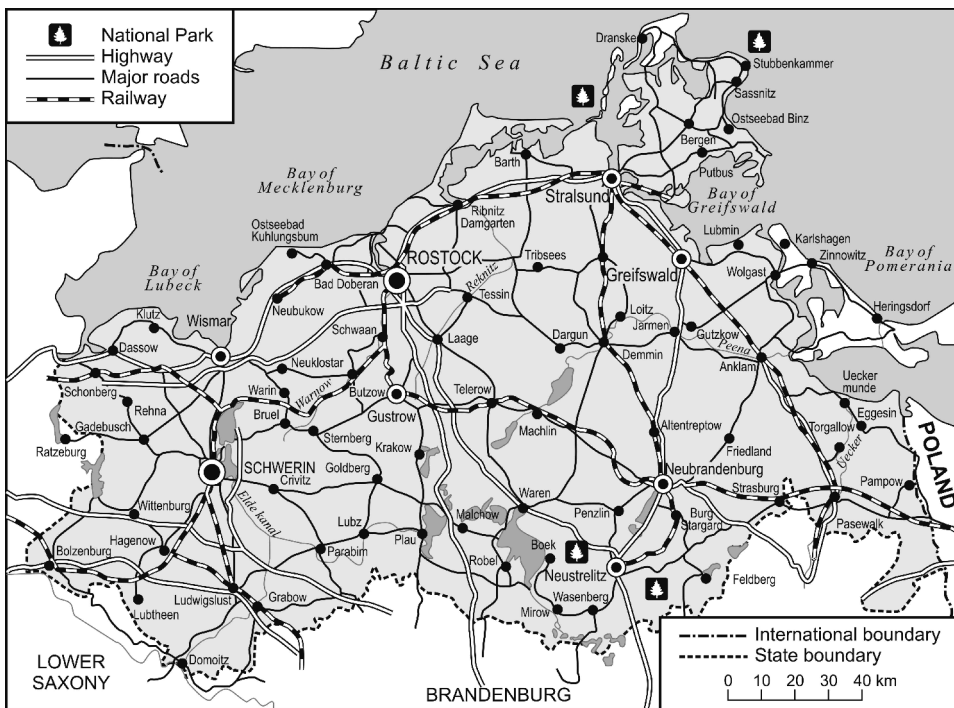 National Park
Highway
Major roads
Railway
Baltic Sea
Dranske
Stubbenkammer
Sassnitz
Ostseebad Binz
Bergen
Putbus
Barth
Stralsund
Bay of
Mecklenburg
Bay of
Greifswald
Ribnitz
Damgarten
Ostseebad
Kuhlungsbum
ROSTOCK
Lubmin
Karlshagen
Zinnowitz
Bay of
Pomerania
Bay of
Lubeck
Bad Doberan
Rebnitz
Tribsees
Greifswald
Wolgast
Neubukow
Tessin
Heringsdorf
Klutz
Wismar
Schwaan
Laage
Loitz
Jarmen
Gutzkow
Dargun
Demmin
Peena
Anklam
Dassow
Neuklostar
Schonberg
Warin
Warnow
Butzow
Telerow
Uecker
munde
Rehna
Bruel
Gustrow
Machlin
Altentreptow
Eggesin
Torgallow
Gadebusch
Sternberg
Krakow
Friedland
Uecker
POLAND
Ratzeburg
SCHWERIN
Goldberg
Neubrandenburg
Crivitz
Strasburg
Pampow
Wittenburg
Elde kanal
Waren
Penzlin
Burg
Stargard
Malchow
Lubz
Plau
Pasewalk
Hagenow
Parabirn
Boek
Bolzenburg
Robel
Neustrelitz
Feldberg
Ludwigslust
Grabow
Wasenberg
Lubtheen
Mirow
Domoitz
LOWER
SAXONY
BRANDENBURG
International boundary
State boundary
0 10 20 30 40 km